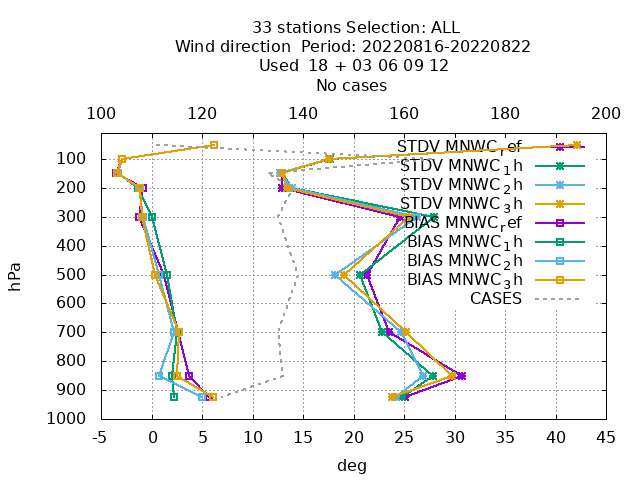 33 stations Selection: ALL
Wind direction  Period: 20220816-20220822
Used  18 + 03 06 09 12
No cases
100 120 140 160 180 200
STDV MNWC_ref
STDV MNWC_1h
STDV MNWC_2h
STDV MNWC_3h
BIAS MNWC_ref
BIAS MNWC_1h
BIAS MNWC_2h
BIAS MNWC_3h
CASES
hPa
100
200
300
400
500
600
700
800
900
1000
-5 0 5 10 15 20 25 30 35 40 45
deg